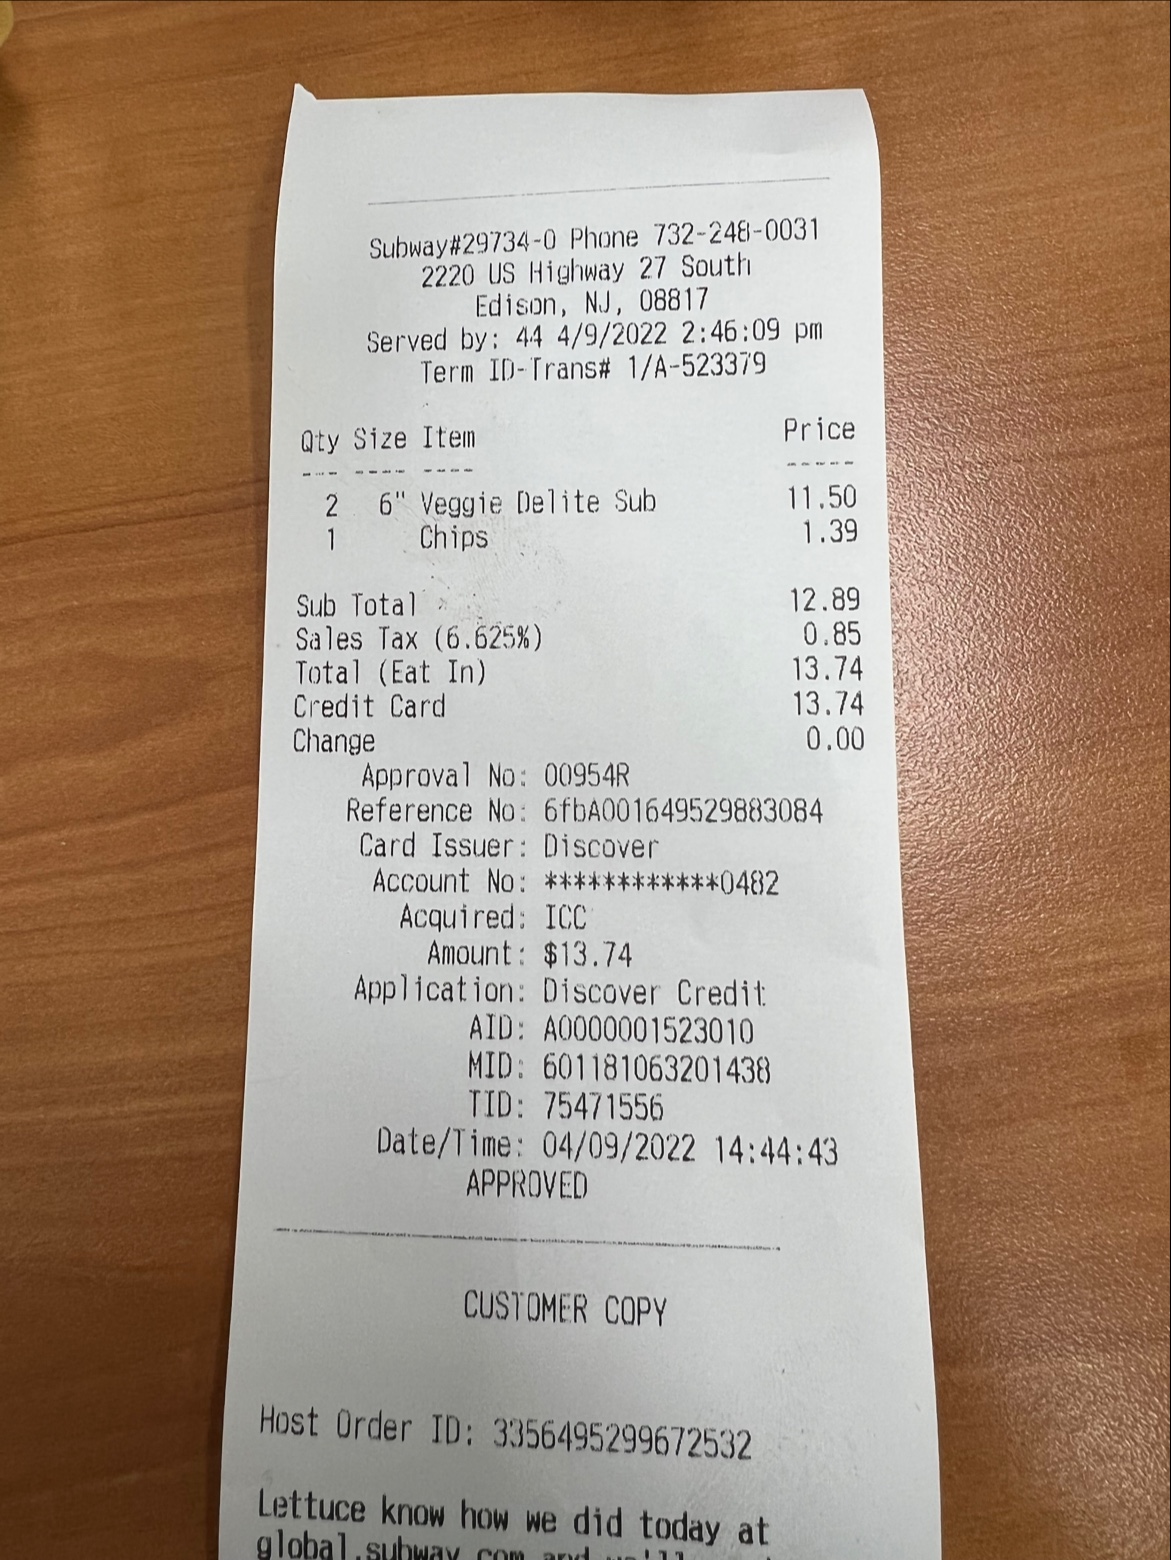 Subway#29734-0 Phone 732-248-0031
2220 US Highway 27 South
Edison, NJ, 08817
Served by: 44 4/9/2022 2:46:09 pm
Term ID-Trans# 1/A-523379
Qty Size Item Price
--- ---- ---- -----
2 6" Veggie Delite Sub 11.50
1 Chips 1.39
Sub Total 12.89
Sales Tax (6.625%) 0.85
Total (Eat In) 13.74
Credit Card 13.74
Change 0.00
Approval No: 00954R
Reference No: 6fbA001649529883084
Card Issuer: Discover
Account No: ************0482
Acquired: ICC
Amount: $13.74
Application: Discover Credit
AID: A0000001523010
MID: 601181063201438
TID: 75471556
Date/Time: 04/09/2022 14:44:43
APPROVED
CUSTOMER COPY
Host Order ID: 3356495299672532
Lettuce know how we did today at
global.subway.com and we'll